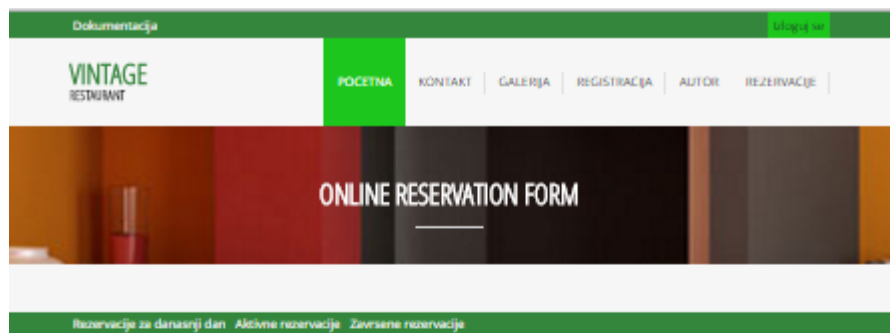 Dokumentacija
Izloguj se
VINTAGE
RESTAURANT
POCETNA KONTAKT GALERIJA REGISTRACIJA AUTOR REZERVACIJE
ONLINE RESERVATION FORM
Rezervacije za danasnji dan Aktivne rezervacije Zavrsene rezervacije